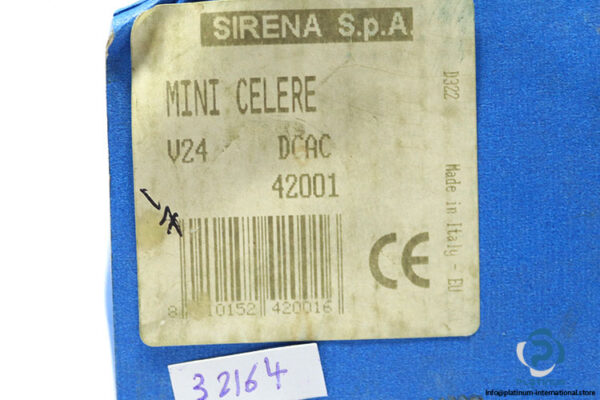 SIRENA S.p.A.
MINI CELERE
V24 DCAC
42001
D322
Made in Italy - EU
CE
8 10152 420016
32164
info@platinum-international.store